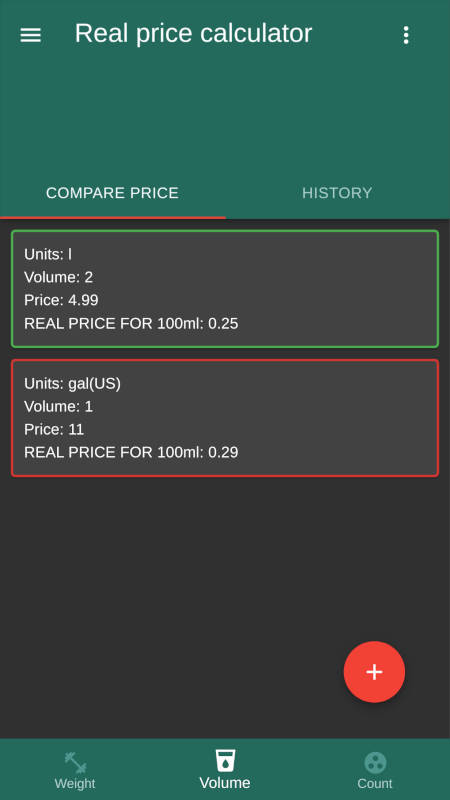 Real price calculator
COMPARE PRICE
HISTORY
Units: l
Volume: 2
Price: 4.99
REAL PRICE FOR 100ml: 0.25
Units: gal(US)
Volume: 1
Price: 11
REAL PRICE FOR 100ml: 0.29
Weight
Volume
Count